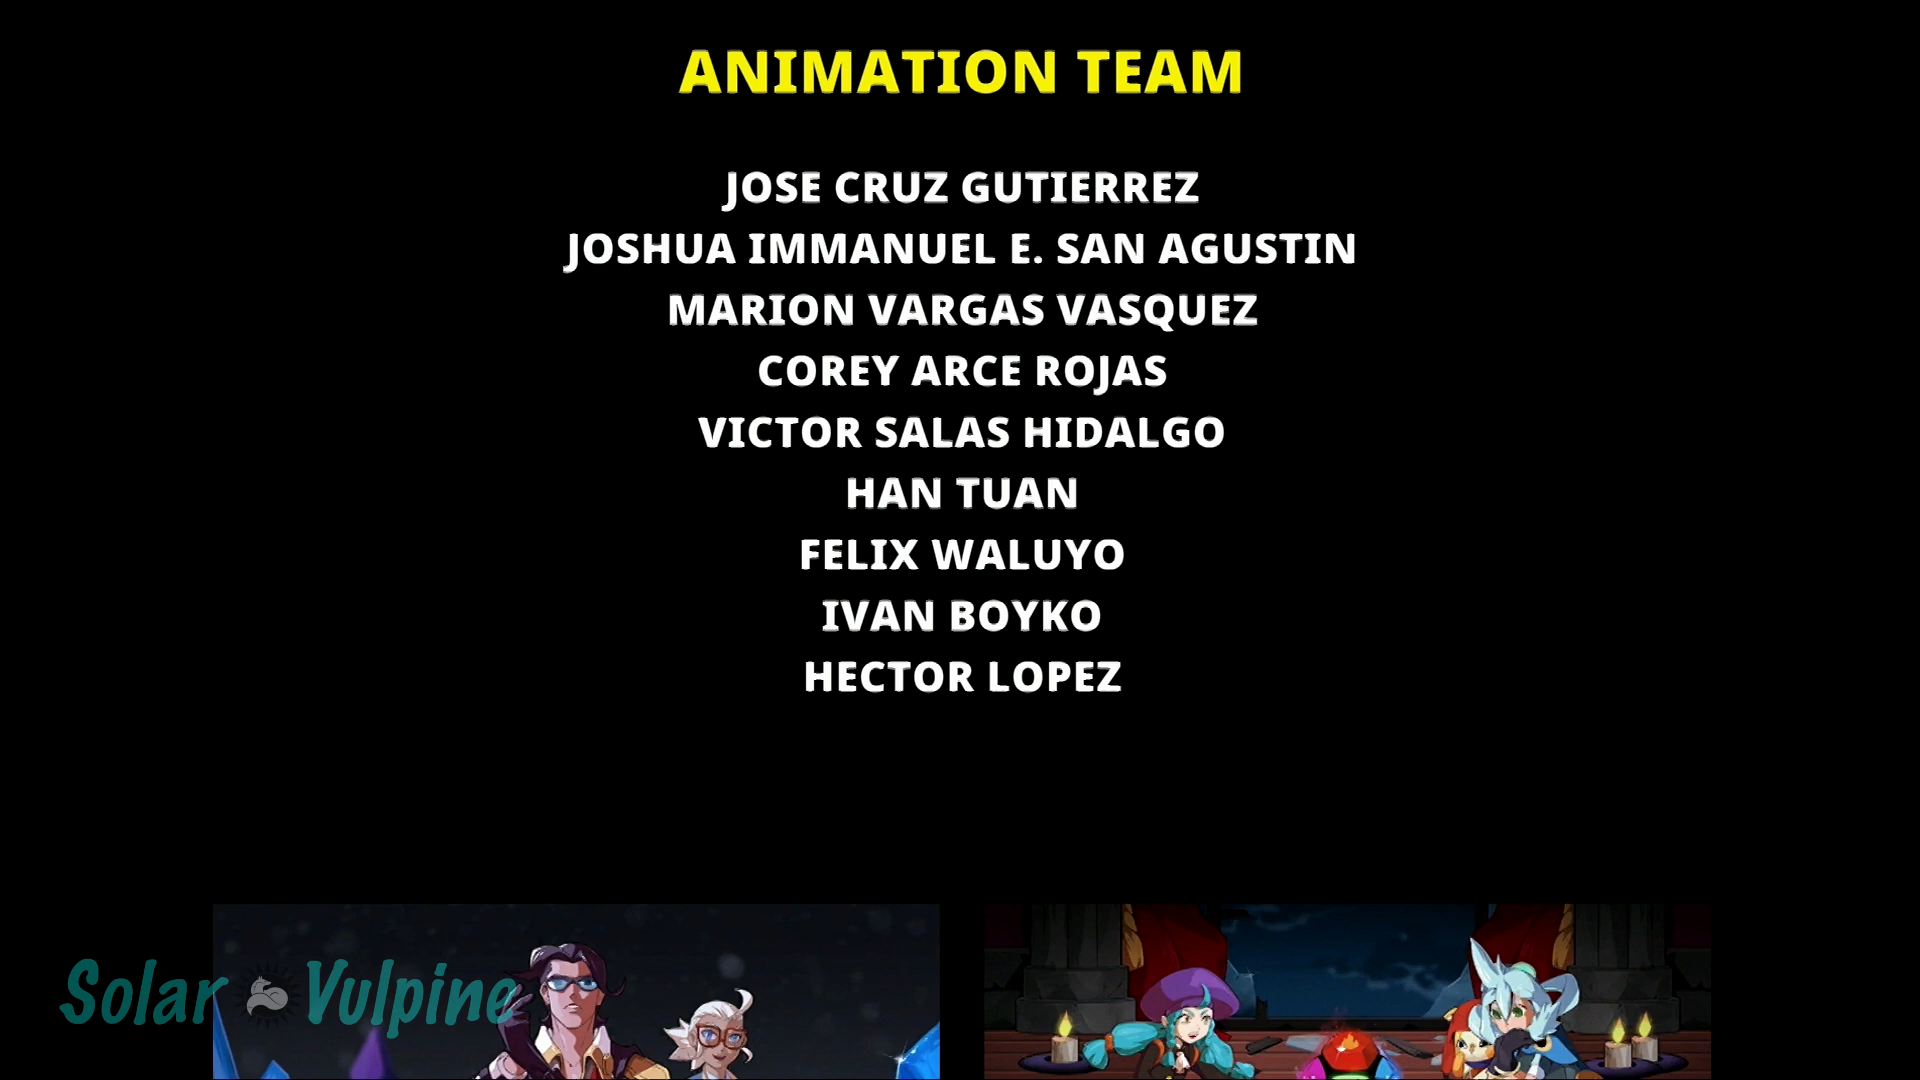 ANIMATION TEAM
JOSE CRUZ GUTIERREZ
JOSHUA IMMANUEL E. SAN AGUSTIN
MARION VARGAS VASQUEZ
COREY ARCE ROJAS
VICTOR SALAS HIDALGO
HAN TUAN
FELIX WALUYO
IVAN BOYKO
HECTOR LOPEZ
Solar Vulpine